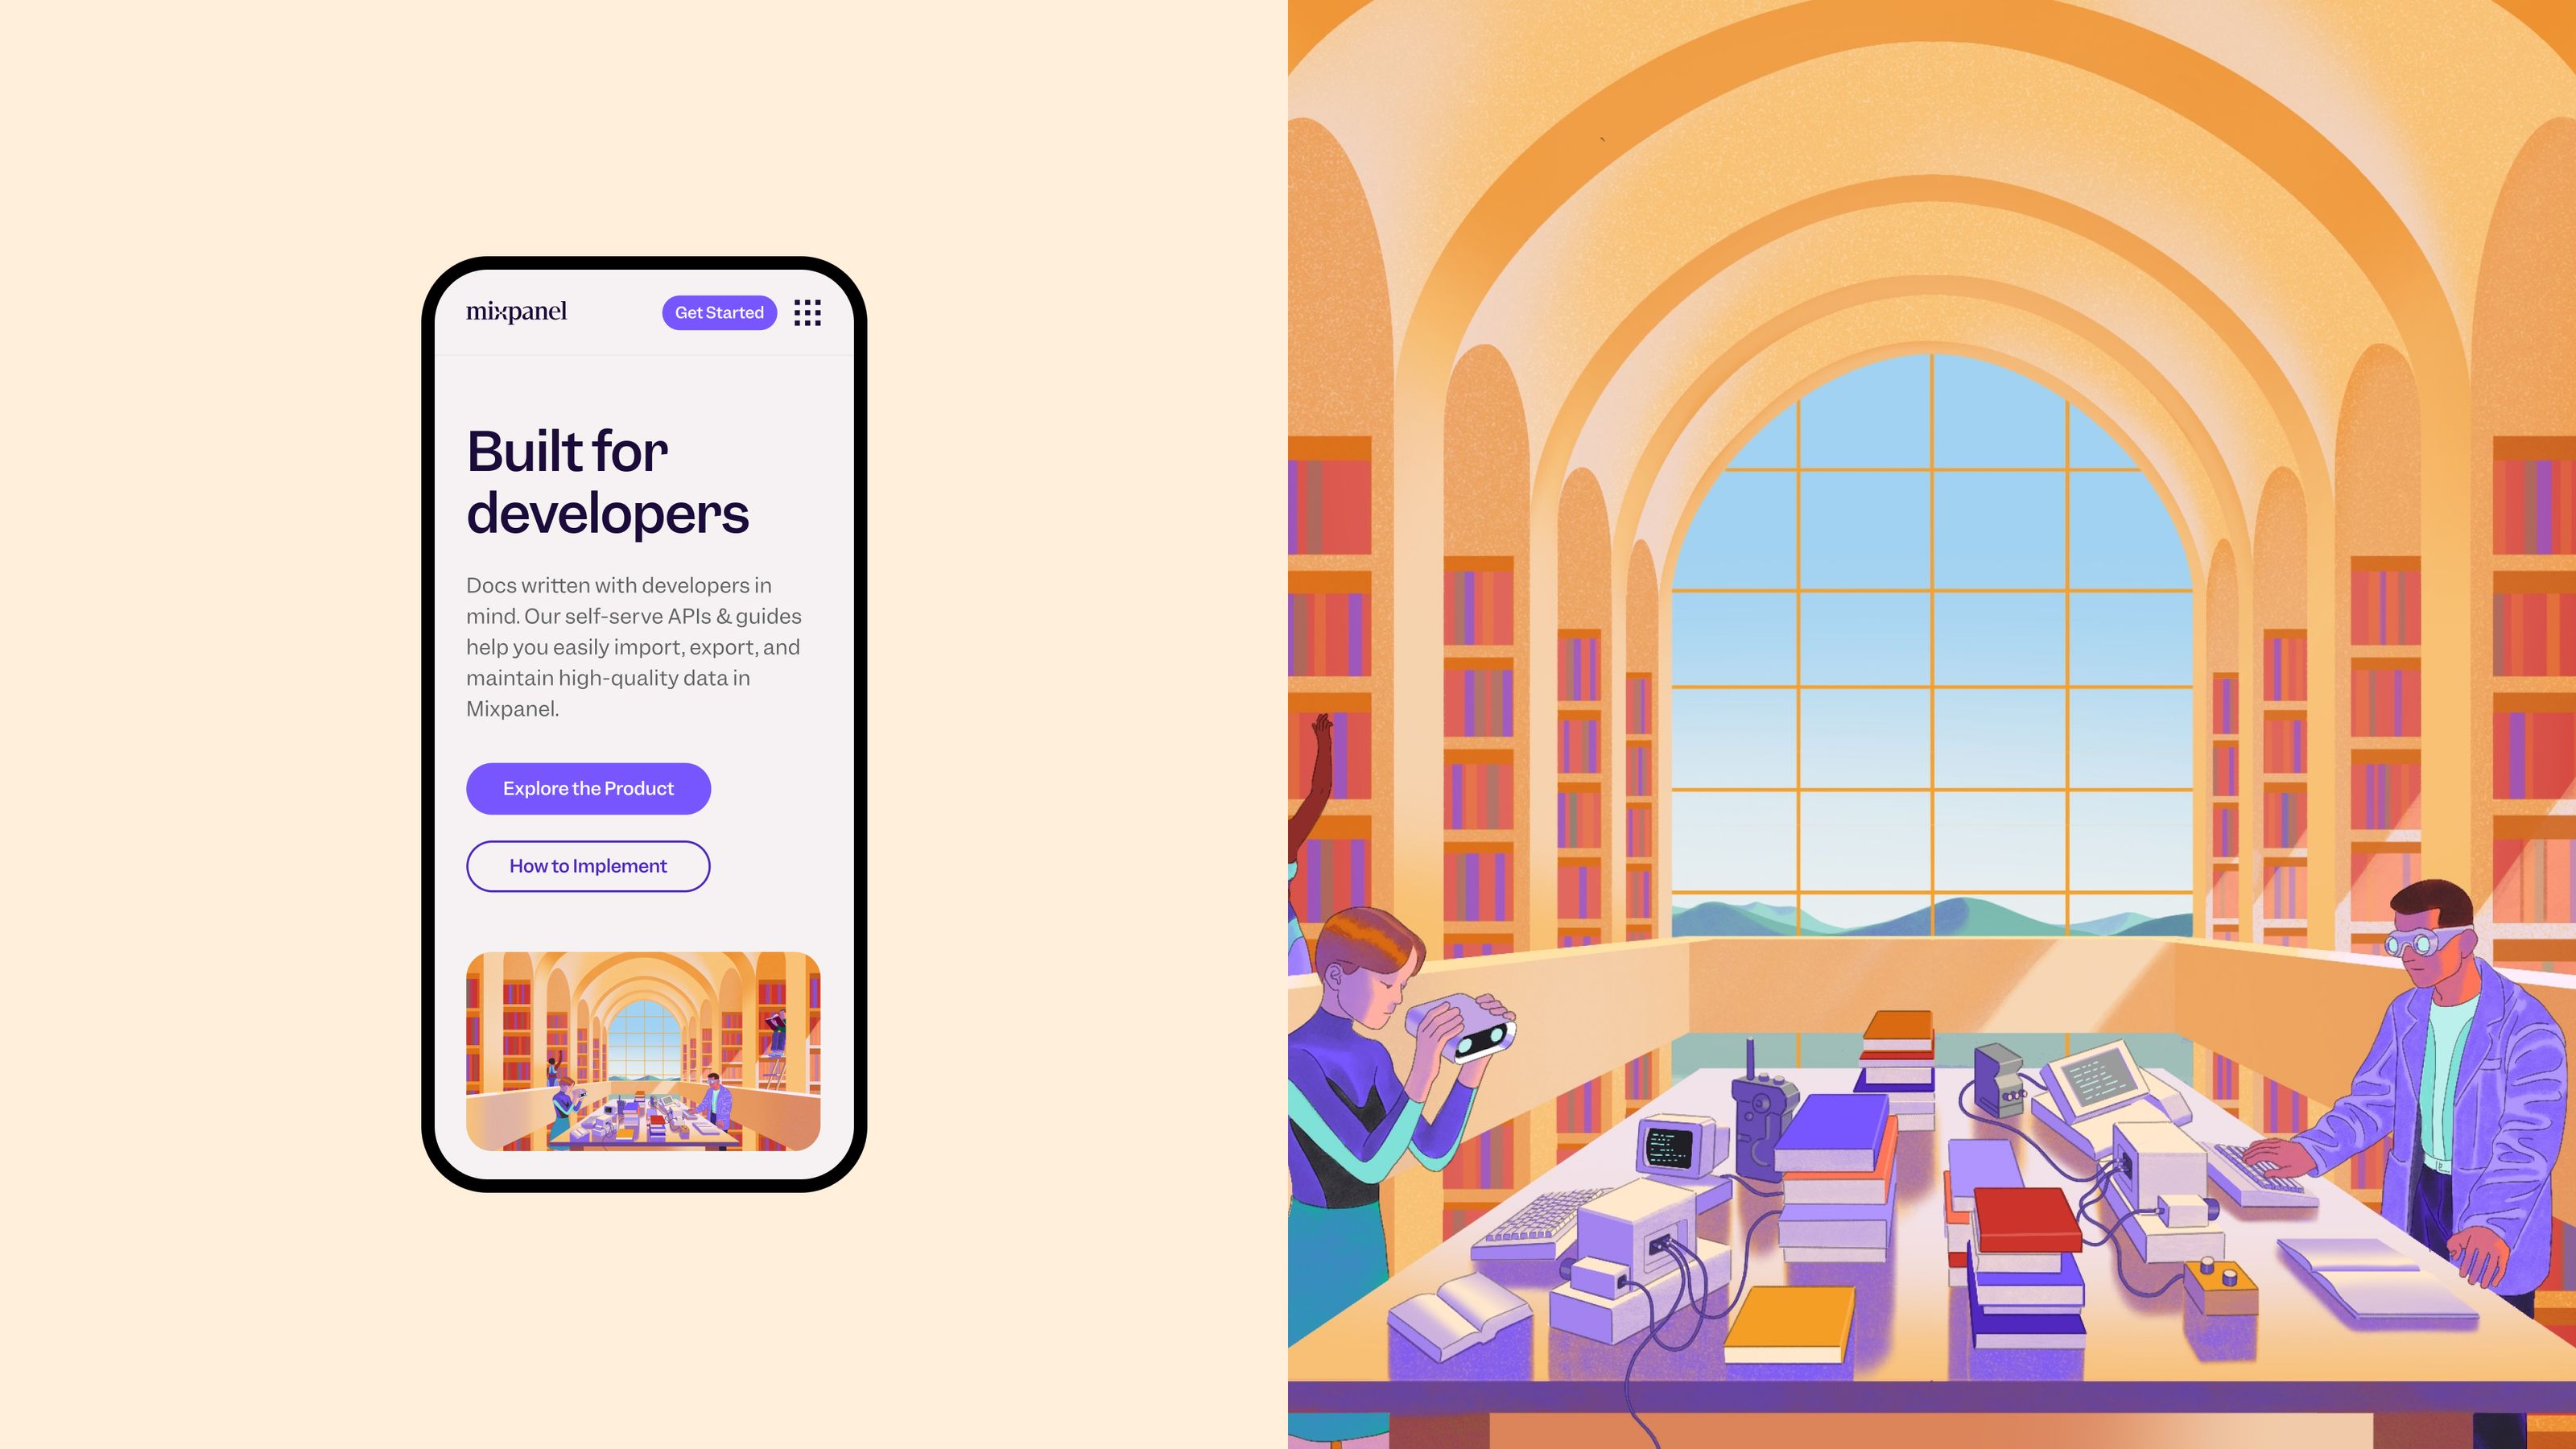 mixpanel
Get Started
Built for
developers
Docs written with developers in
mind. Our self-serve APIs & guides
help you easily import, export, and
maintain high-quality data in
Mixpanel.
Explore the Product
How to Implement